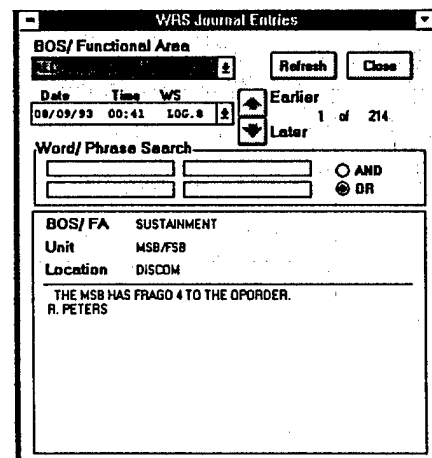 WRS Journal Entries
BOS/ Functional Area
Refresh Close
Date Time WS
08/09/93 00:41 LOG.8
Earlier
1 of 214
Later
Word/ Phrase Search
AND
OR
BOS/ FA SUSTAINMENT
Unit MSB/FSB
Location DISCOM
THE MSB HAS FRAGO 4 TO THE OPORDER.
R. PETERS